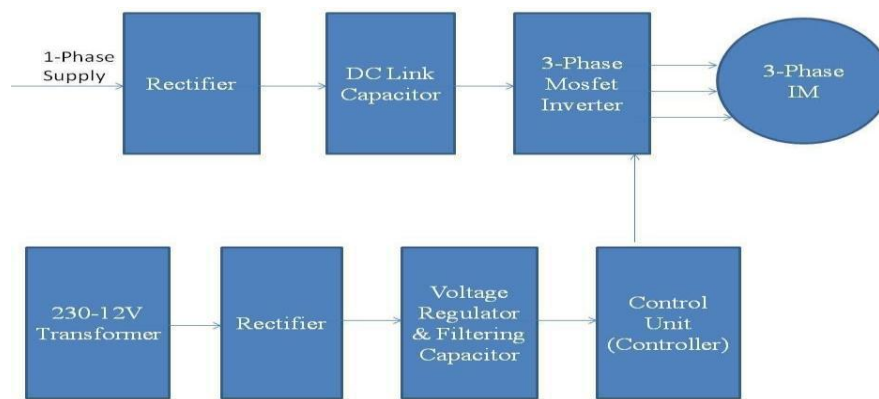 1-Phase
Supply
Rectifier
DC Link
Capacitor
3-Phase
Mosfet
Inverter
3-Phase
IM
230-12V
Transformer
Rectifier
Voltage
Regulator
& Filtering
Capacitor
Control
Unit
(Controller)